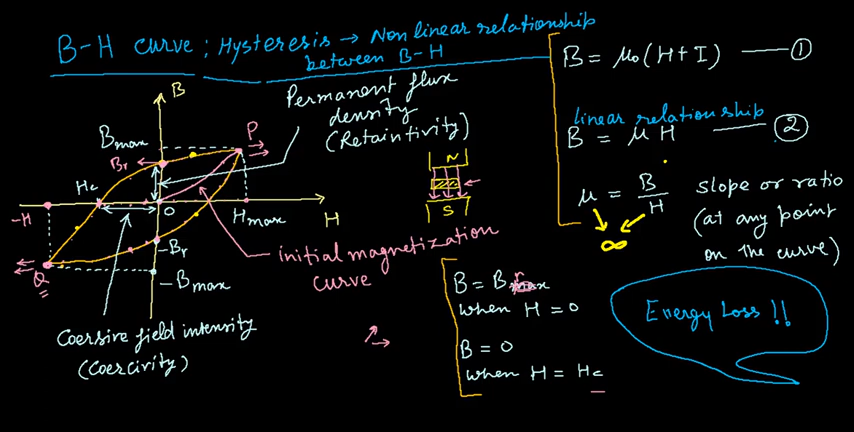 B-H curve ; Hysteresis → Non linear relationship
between B-H
B = μ₀(H+I) —— ①
linear relationship
B = μ H —— ②
μ = B/H slope or ratio
(at any point
on the curve)
∞
Permanent flux
density
(Retaintivity)
B
Bmax
P
Br
Hc
-H
O
Hmax
H
-Br
-Bmax
Q
N
S
initial magnetization
curve
Coersive field intensity
(Coercivity)
B = Br
when H = 0
B = 0
when H = Hc
Energy Loss !!